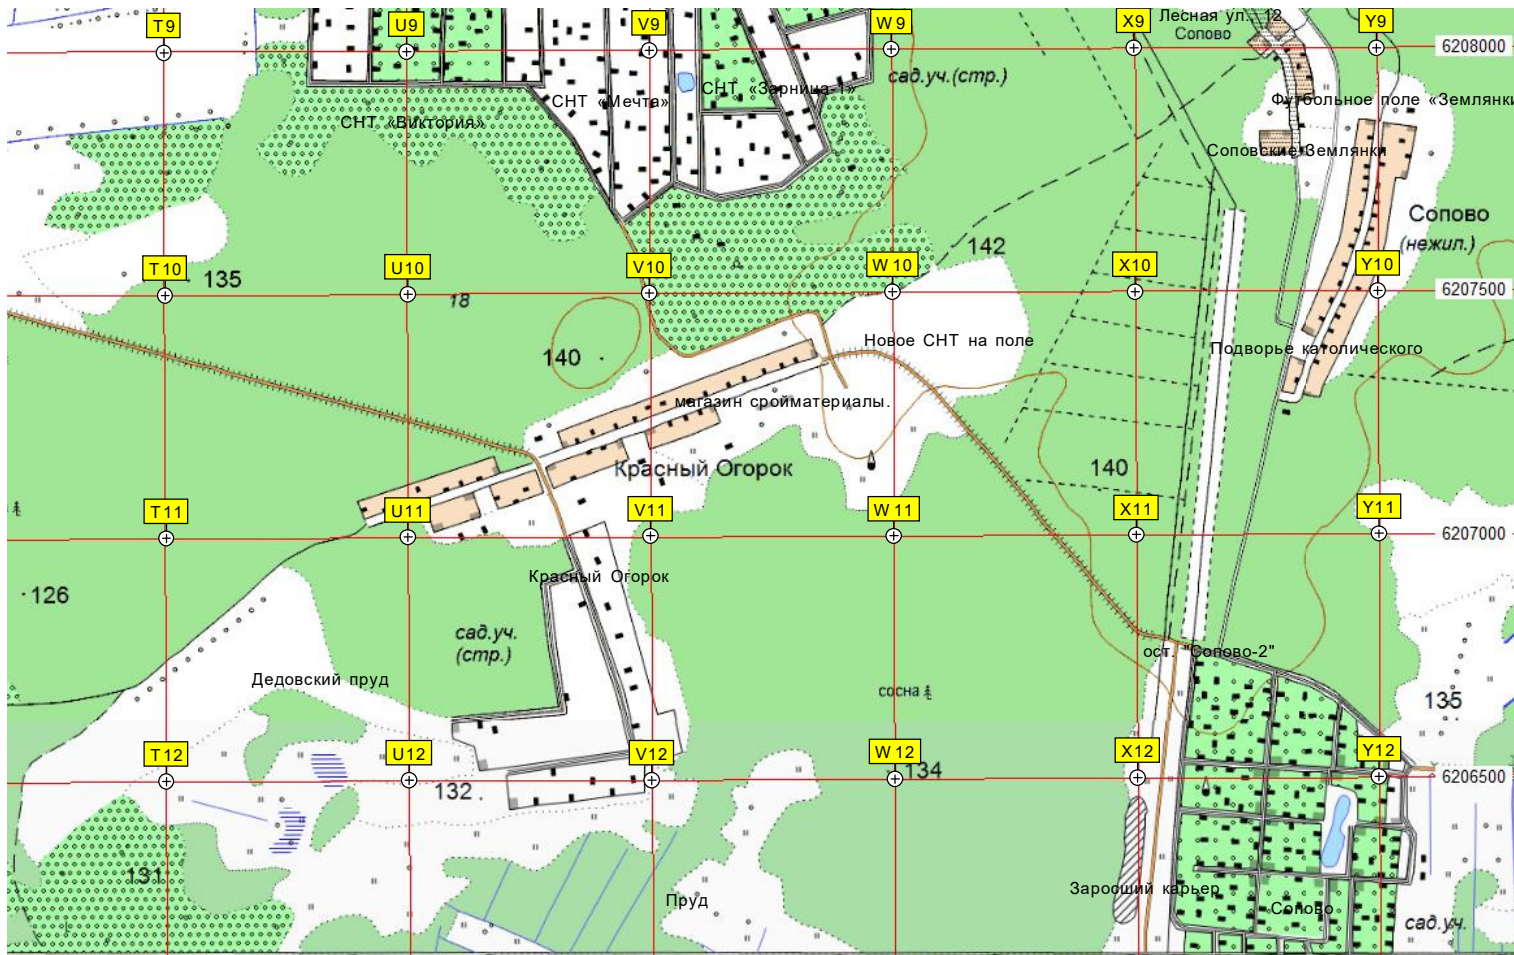 Лесная ул. 12
Сопово
T9
U9
V9
W9
X9
Y9
6208000
сад.уч.(стр.)
СНТ «Мечта»
СНТ «Зарница-1»
Футбольное поле «Землянки
СНТ «Виктория»
Соповские Землянки
Сопово
(нежил.)
142
T10
135
U10
V10
W10
X10
Y10
6207500
18
140
Новое СНТ на поле
Подворье католического
магазин сройматериалы.
Красный Огорок
140
T11
U11
V11
W11
X11
Y11
6207000
Красный Огорок
126
сад.уч.
(стр.)
ост. "Сопово-2"
Дедовский пруд
сосна
135
T12
U12
V12
W12
134
X12
Y12
6206500
132
131
Заросший карьер
Пруд
Сопово
сад.уч.